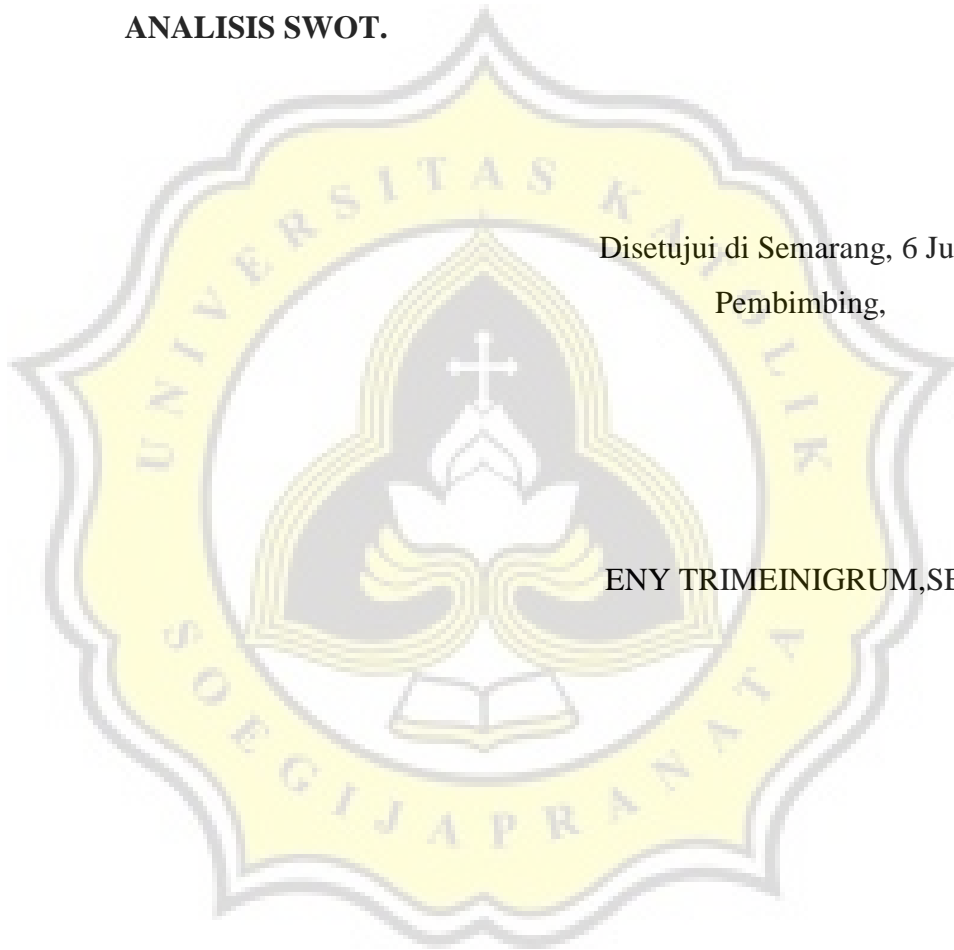 ANALISIS SWOT.
UNIVERSITAS KATOLIK
Disetujui di Semarang, 6 Ju
Pembimbing,
ENY TRIMEINIGRUM,SE
SOEGIJAPRANATA